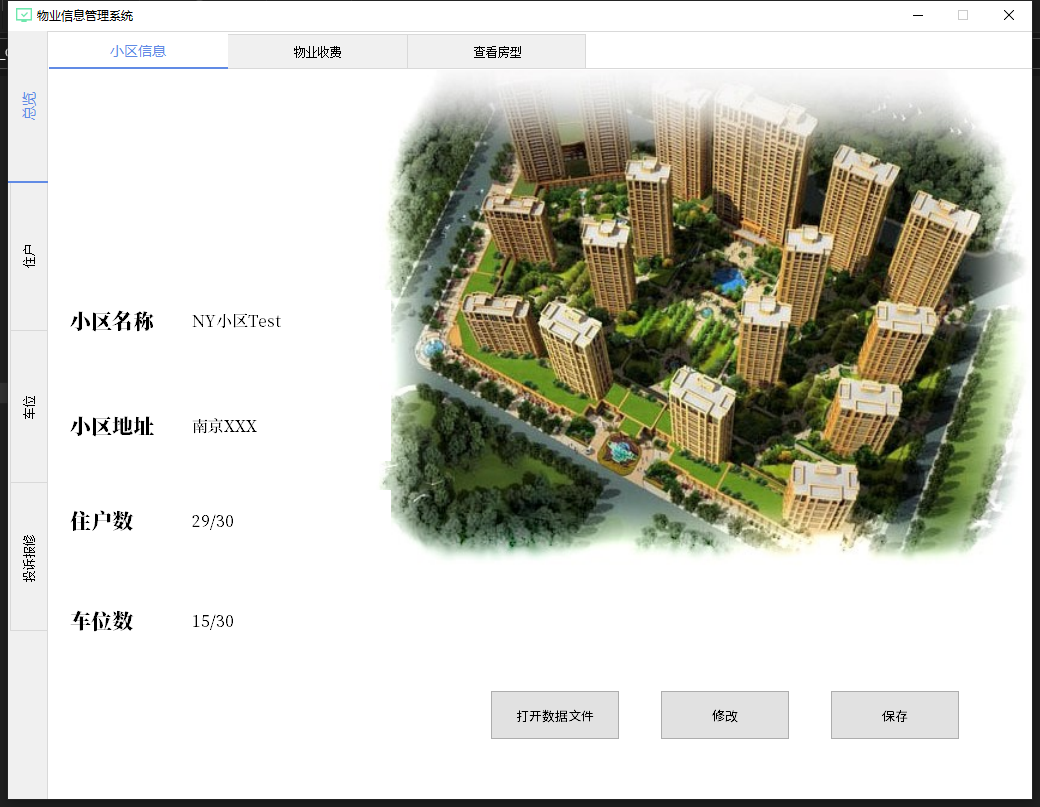 物业信息管理系统
小区信息
物业收费
查看房型
总览
住户
车位
投诉报修
小区名称 NY小区Test
小区地址 南京XXX
住户数 29/30
车位数 15/30
打开数据文件
修改
保存